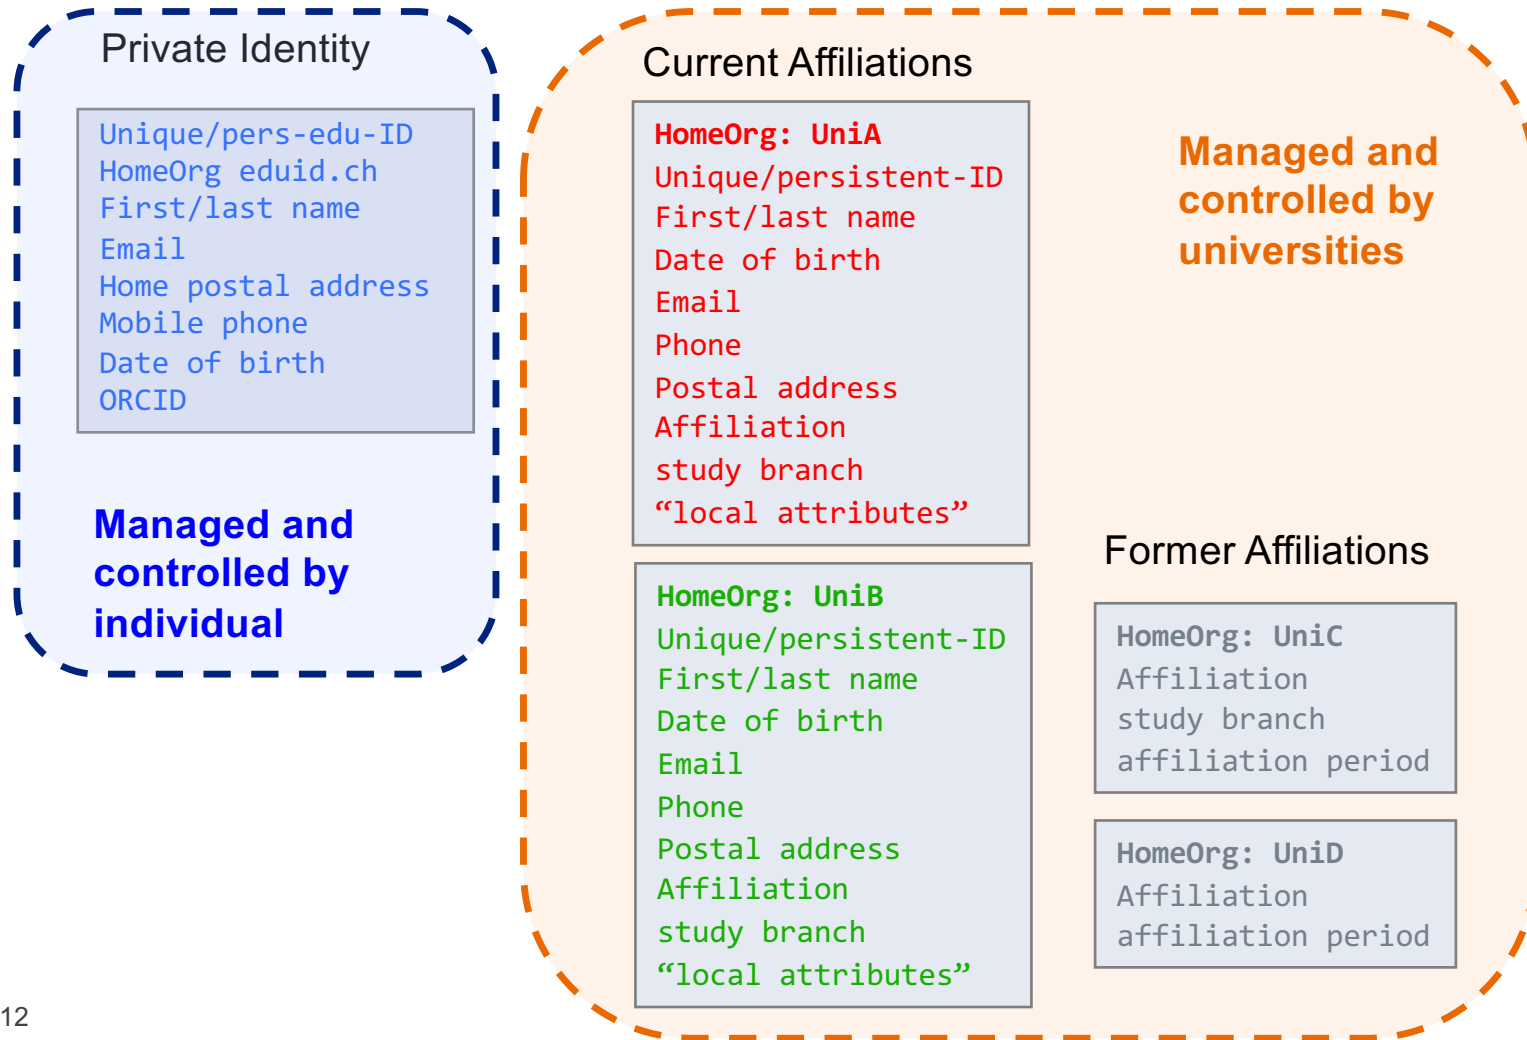 Private Identity
Unique/pers-edu-ID
HomeOrg eduid.ch
First/last name
Email
Home postal address
Mobile phone
Date of birth
ORCID
Managed and
controlled by
individual
Current Affiliations
HomeOrg: UniA
Unique/persistent-ID
First/last name
Date of birth
Email
Phone
Postal address
Affiliation
study branch
“local attributes”
HomeOrg: UniB
Unique/persistent-ID
First/last name
Date of birth
Email
Phone
Postal address
Affiliation
study branch
“local attributes”
Managed and
controlled by
universities
Former Affiliations
HomeOrg: UniC
Affiliation
study branch
affiliation period
HomeOrg: UniD
Affiliation
affiliation period
12